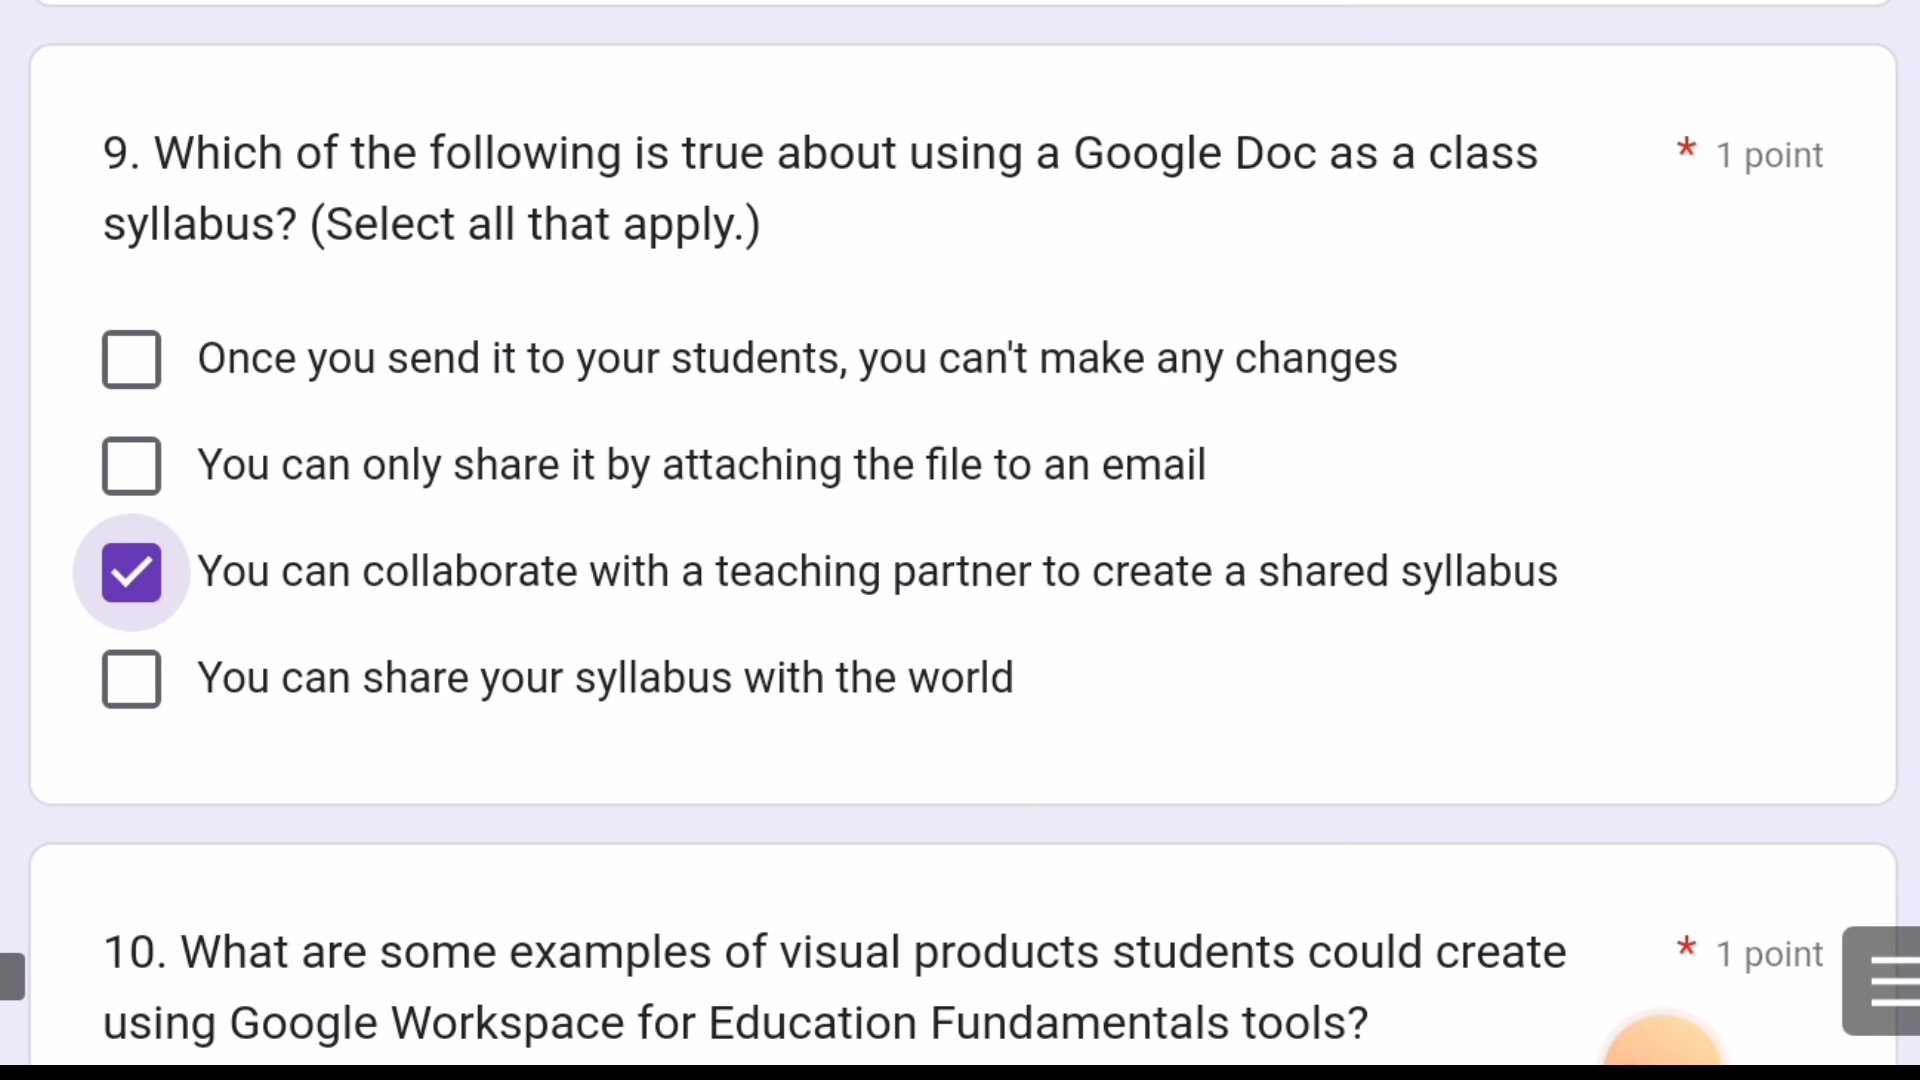 9. Which of the following is true about using a Google Doc as a class * 1 point
syllabus? (Select all that apply.)
Once you send it to your students, you can't make any changes
You can only share it by attaching the file to an email
You can collaborate with a teaching partner to create a shared syllabus
You can share your syllabus with the world
10. What are some examples of visual products students could create * 1 point
using Google Workspace for Education Fundamentals tools?